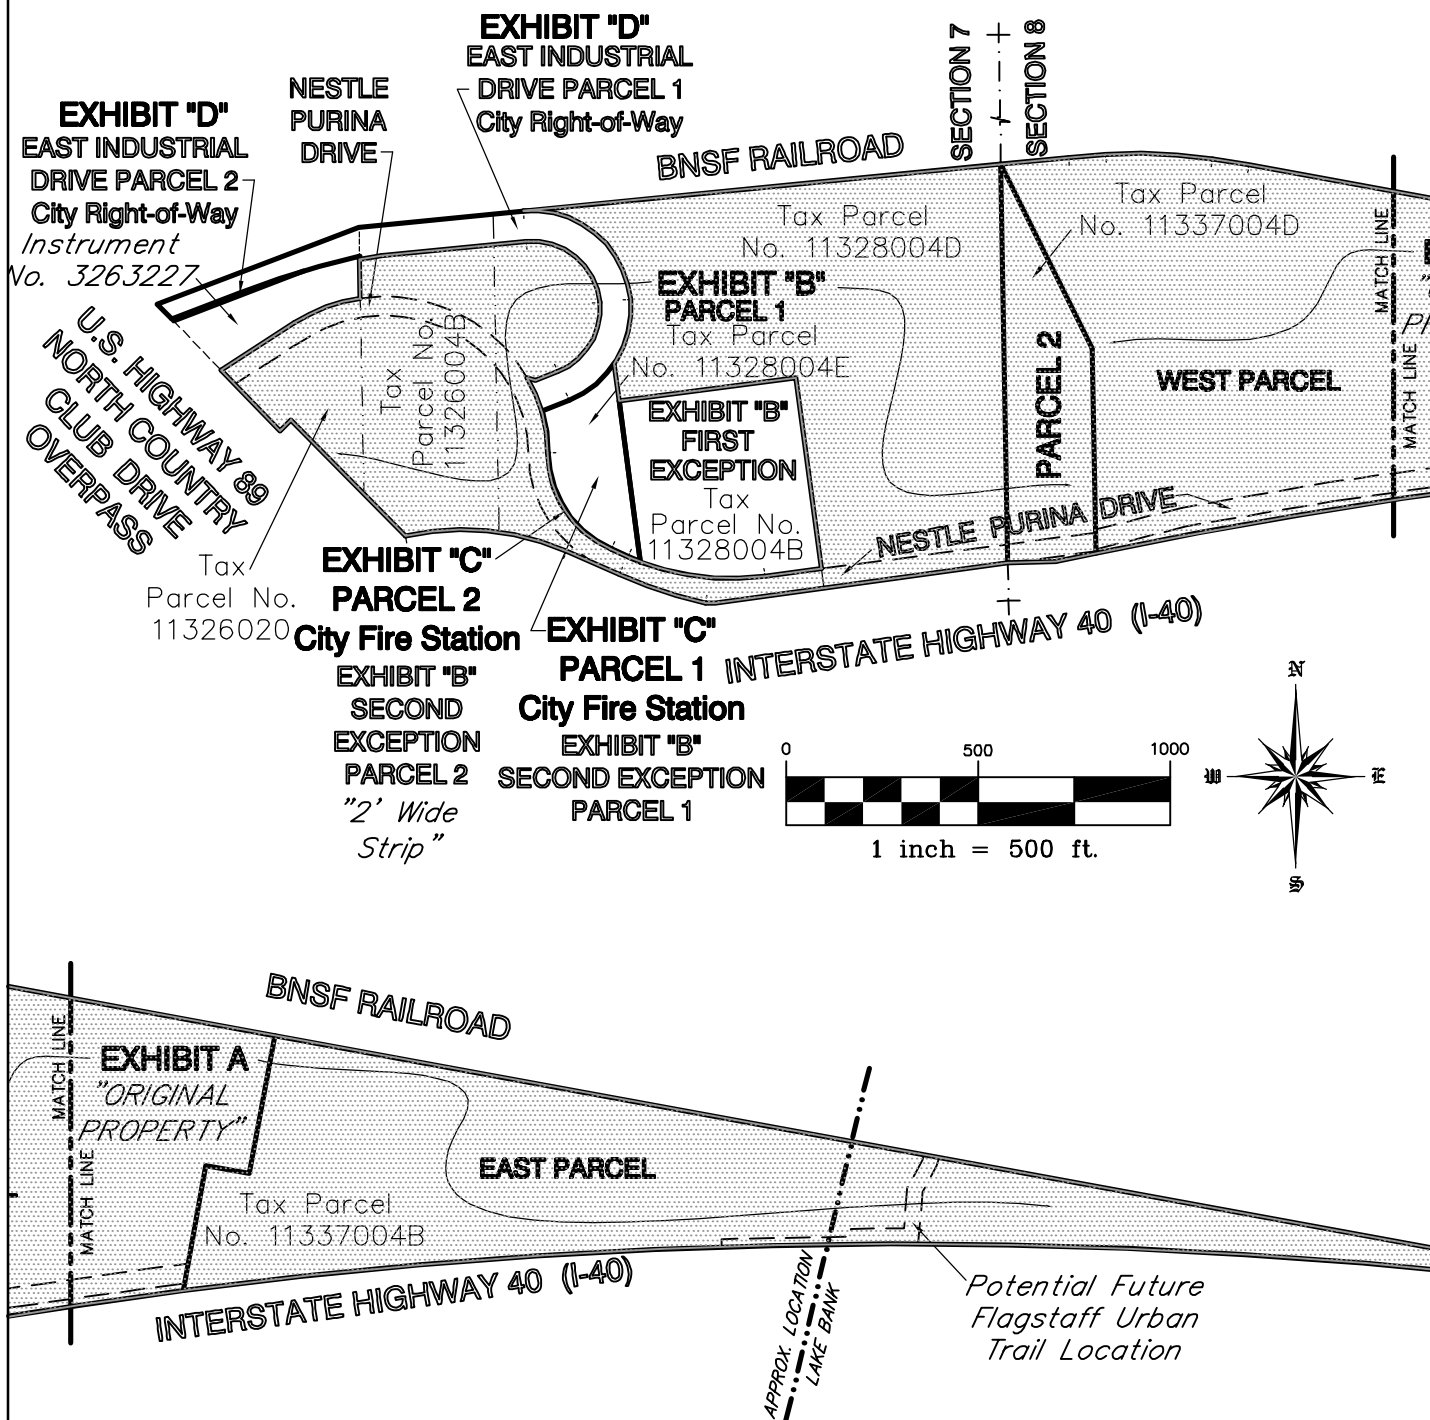 EXHIBIT "D"
EAST INDUSTRIAL
DRIVE PARCEL 1
City Right-of-Way
NESTLE
PURINA
DRIVE
EXHIBIT "D"
EAST INDUSTRIAL
DRIVE PARCEL 2
City Right-of-Way
Instrument
No. 3263227
BNSF RAILROAD
SECTION 7
SECTION 8
Tax Parcel
No. 11328004D
Tax Parcel
No. 11337004D
MATCH LINE
MATCH LINE
U.S. HIGHWAY 89
NORTH COUNTRY
CLUB DRIVE
OVERPASS
Tax
Parcel No.
11326004B
EXHIBIT "B"
PARCEL 1
Tax Parcel
No. 11328004E
PARCEL 2
WEST PARCEL
EXHIBIT "B"
FIRST
EXCEPTION
Tax
Parcel No.
11328004B
NESTLE PURINA DRIVE
Tax
Parcel No.
11326020
EXHIBIT "C"
PARCEL 2
City Fire Station
EXHIBIT "B"
SECOND
EXCEPTION
PARCEL 2
"2' Wide
Strip"
EXHIBIT "C"
PARCEL 1
City Fire Station
EXHIBIT "B"
SECOND EXCEPTION
PARCEL 1
INTERSTATE HIGHWAY 40 (I-40)
0 500 1000
1 inch = 500 ft.
N
W E
S
BNSF RAILROAD
MATCH LINE
MATCH LINE
EXHIBIT A
"ORIGINAL
PROPERTY"
EAST PARCEL
Tax Parcel
No. 11337004B
INTERSTATE HIGHWAY 40 (I-40)
APPROX. LOCATION
LAKE BANK
Potential Future
Flagstaff Urban
Trail Location